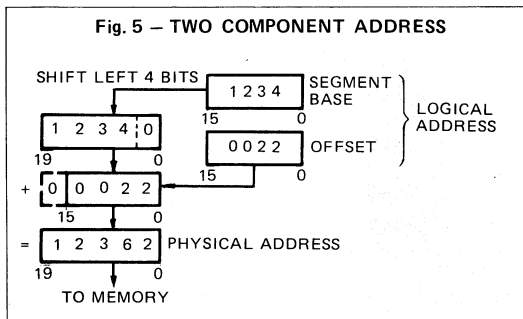 Fig. 5 – TWO COMPONENT ADDRESS
SHIFT LEFT 4 BITS
1 2 3 4
SEGMENT
BASE
15 0
LOGICAL
ADDRESS
1 2 3 4 0
19 0
0 0 2 2
OFFSET
15 0
+ 0 0 0 2 2
15 0
= 1 2 3 6 2 PHYSICAL ADDRESS
19 0
TO MEMORY